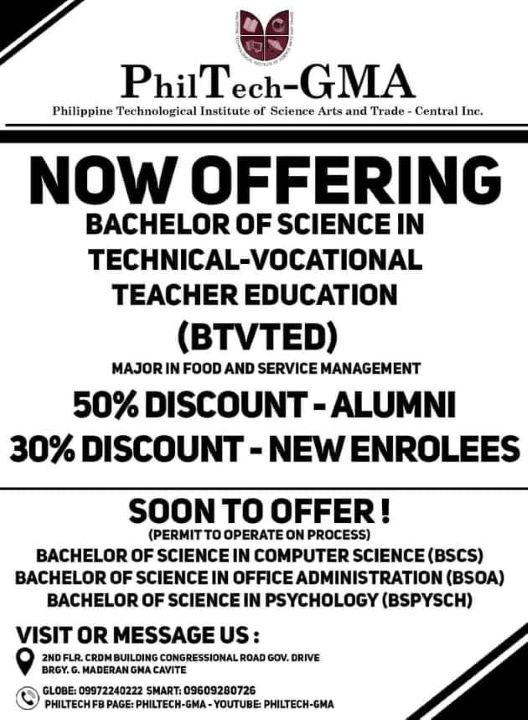 PhilTech-GMA
Philippine Technological Institute of Science Arts and Trade - Central Inc.
NOW OFFERING
BACHELOR OF SCIENCE IN
TECHNICAL-VOCATIONAL
TEACHER EDUCATION
(BTVTED)
MAJOR IN FOOD AND SERVICE MANAGEMENT
50% DISCOUNT - ALUMNI
30% DISCOUNT - NEW ENROLEES
SOON TO OFFER !
(PERMIT TO OPERATE ON PROCESS)
BACHELOR OF SCIENCE IN COMPUTER SCIENCE (BSCS)
BACHELOR OF SCIENCE IN OFFICE ADMINISTRATION (BSOA)
BACHELOR OF SCIENCE IN PSYCHOLOGY (BSPYSCH)
VISIT OR MESSAGE US :
2ND FLR. CRDM BUILDING CONGRESSIONAL ROAD GOV. DRIVE
BRGY. G. MADERAN GMA CAVITE
GLOBE: 09972240222 SMART: 09609280726
PHILTECH FB PAGE: PHILTECH-GMA - YOUTUBE: PHILTECH-GMA